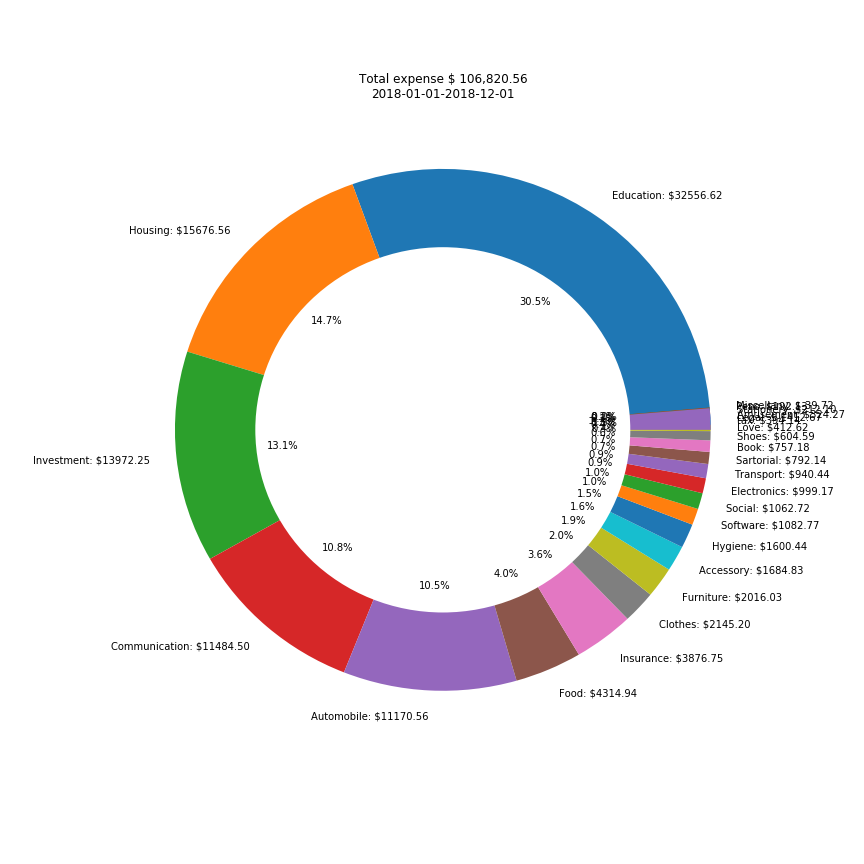 Total expense $ 106,820.56
2018-01-01-2018-12-01
Education: $32556.62
Housing: $15676.56
Investment: $13972.25
Communication: $11484.50
Automobile: $11170.56
Food: $4314.94
Insurance: $3876.75
Clothes: $2145.20
Furniture: $2016.03
Accessory: $1684.83
Hygiene: $1600.44
Software: $1082.77
Social: $1062.72
Electronics: $999.17
Transport: $940.44
Sartorial: $792.14
Book: $757.18
Shoes: $604.59
Love: $412.62
30.5%
14.7%
13.1%
10.8%
10.5%
4.0%
3.6%
2.0%
1.9%
1.6%
1.5%
1.0%
1.0%
0.9%
0.9%
0.7%
0.7%